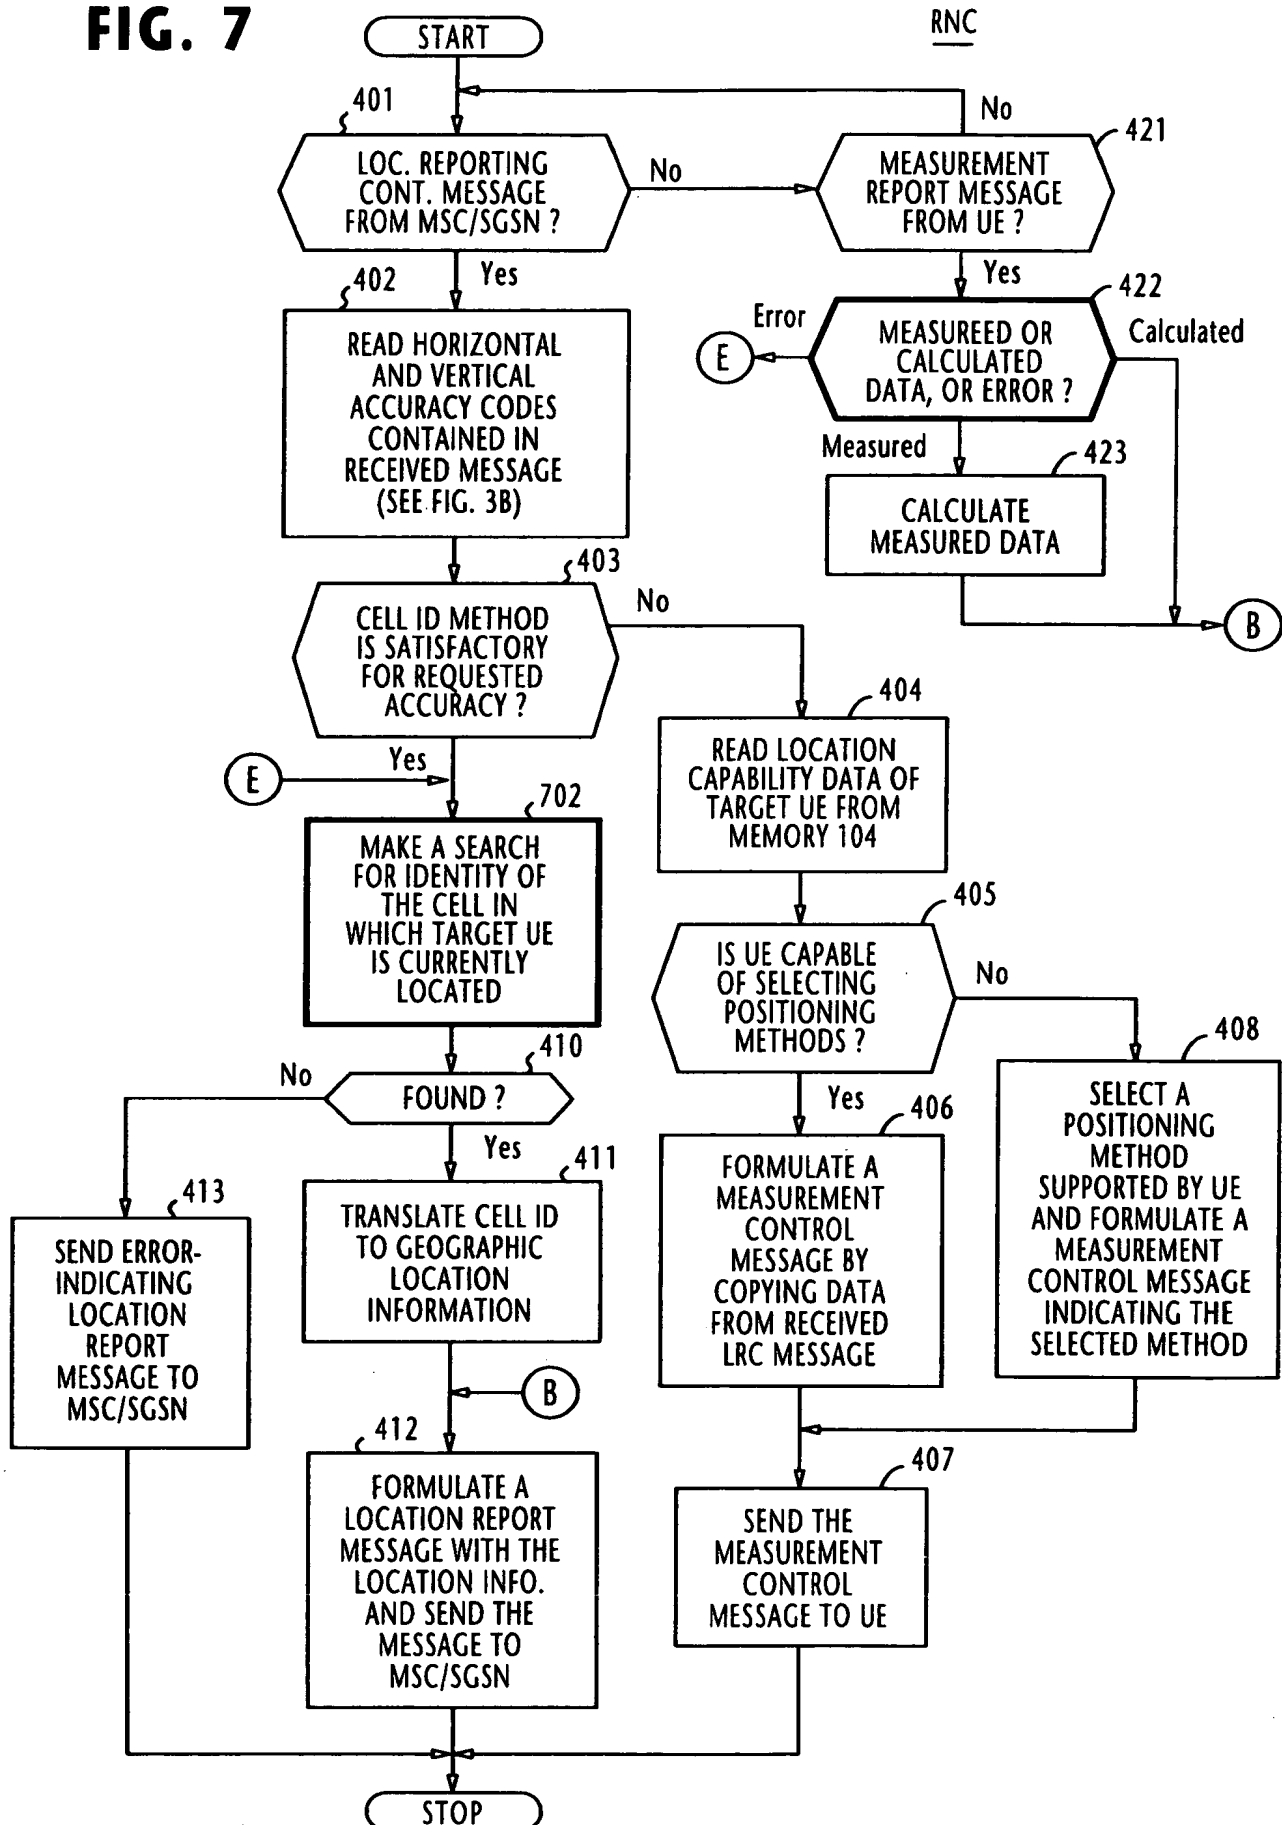 FIG. 7
RNC
START
401
LOC. REPORTING
CONT. MESSAGE
FROM MSC/SGSN ?
No
Yes
No
421
MEASUREMENT
REPORT MESSAGE
FROM UE ?
Yes
402
READ HORIZONTAL
AND VERTICAL
ACCURACY CODES
CONTAINED IN
RECEIVED MESSAGE
(SEE FIG. 3B)
422
Error
E
MEASUREED OR
CALCULATED
DATA, OR ERROR ?
Calculated
Measured
423
CALCULATE
MEASURED DATA
B
403
CELL ID METHOD
IS SATISFACTORY
FOR REQUESTED
ACCURACY ?
No
Yes
E
404
READ LOCATION
CAPABILITY DATA OF
TARGET UE FROM
MEMORY 104
702
MAKE A SEARCH
FOR IDENTITY OF
THE CELL IN
WHICH TARGET UE
IS CURRENTLY
LOCATED
405
IS UE CAPABLE
OF SELECTING
POSITIONING
METHODS ?
No
Yes
410
FOUND ?
No
Yes
406
FORMULATE A
MEASUREMENT
CONTROL
MESSAGE BY
COPYING DATA
FROM RECEIVED
LRC MESSAGE
408
SELECT A
POSITIONING
METHOD
SUPPORTED BY UE
AND FORMULATE A
MEASUREMENT
CONTROL MESSAGE
INDICATING THE
SELECTED METHOD
411
TRANSLATE CELL ID
TO GEOGRAPHIC
LOCATION
INFORMATION
413
SEND ERROR-
INDICATING
LOCATION
REPORT
MESSAGE TO
MSC/SGSN
B
412
FORMULATE A
LOCATION REPORT
MESSAGE WITH THE
LOCATION INFO.
AND SEND THE
MESSAGE TO
MSC/SGSN
407
SEND THE
MEASUREMENT
CONTROL
MESSAGE TO UE
STOP